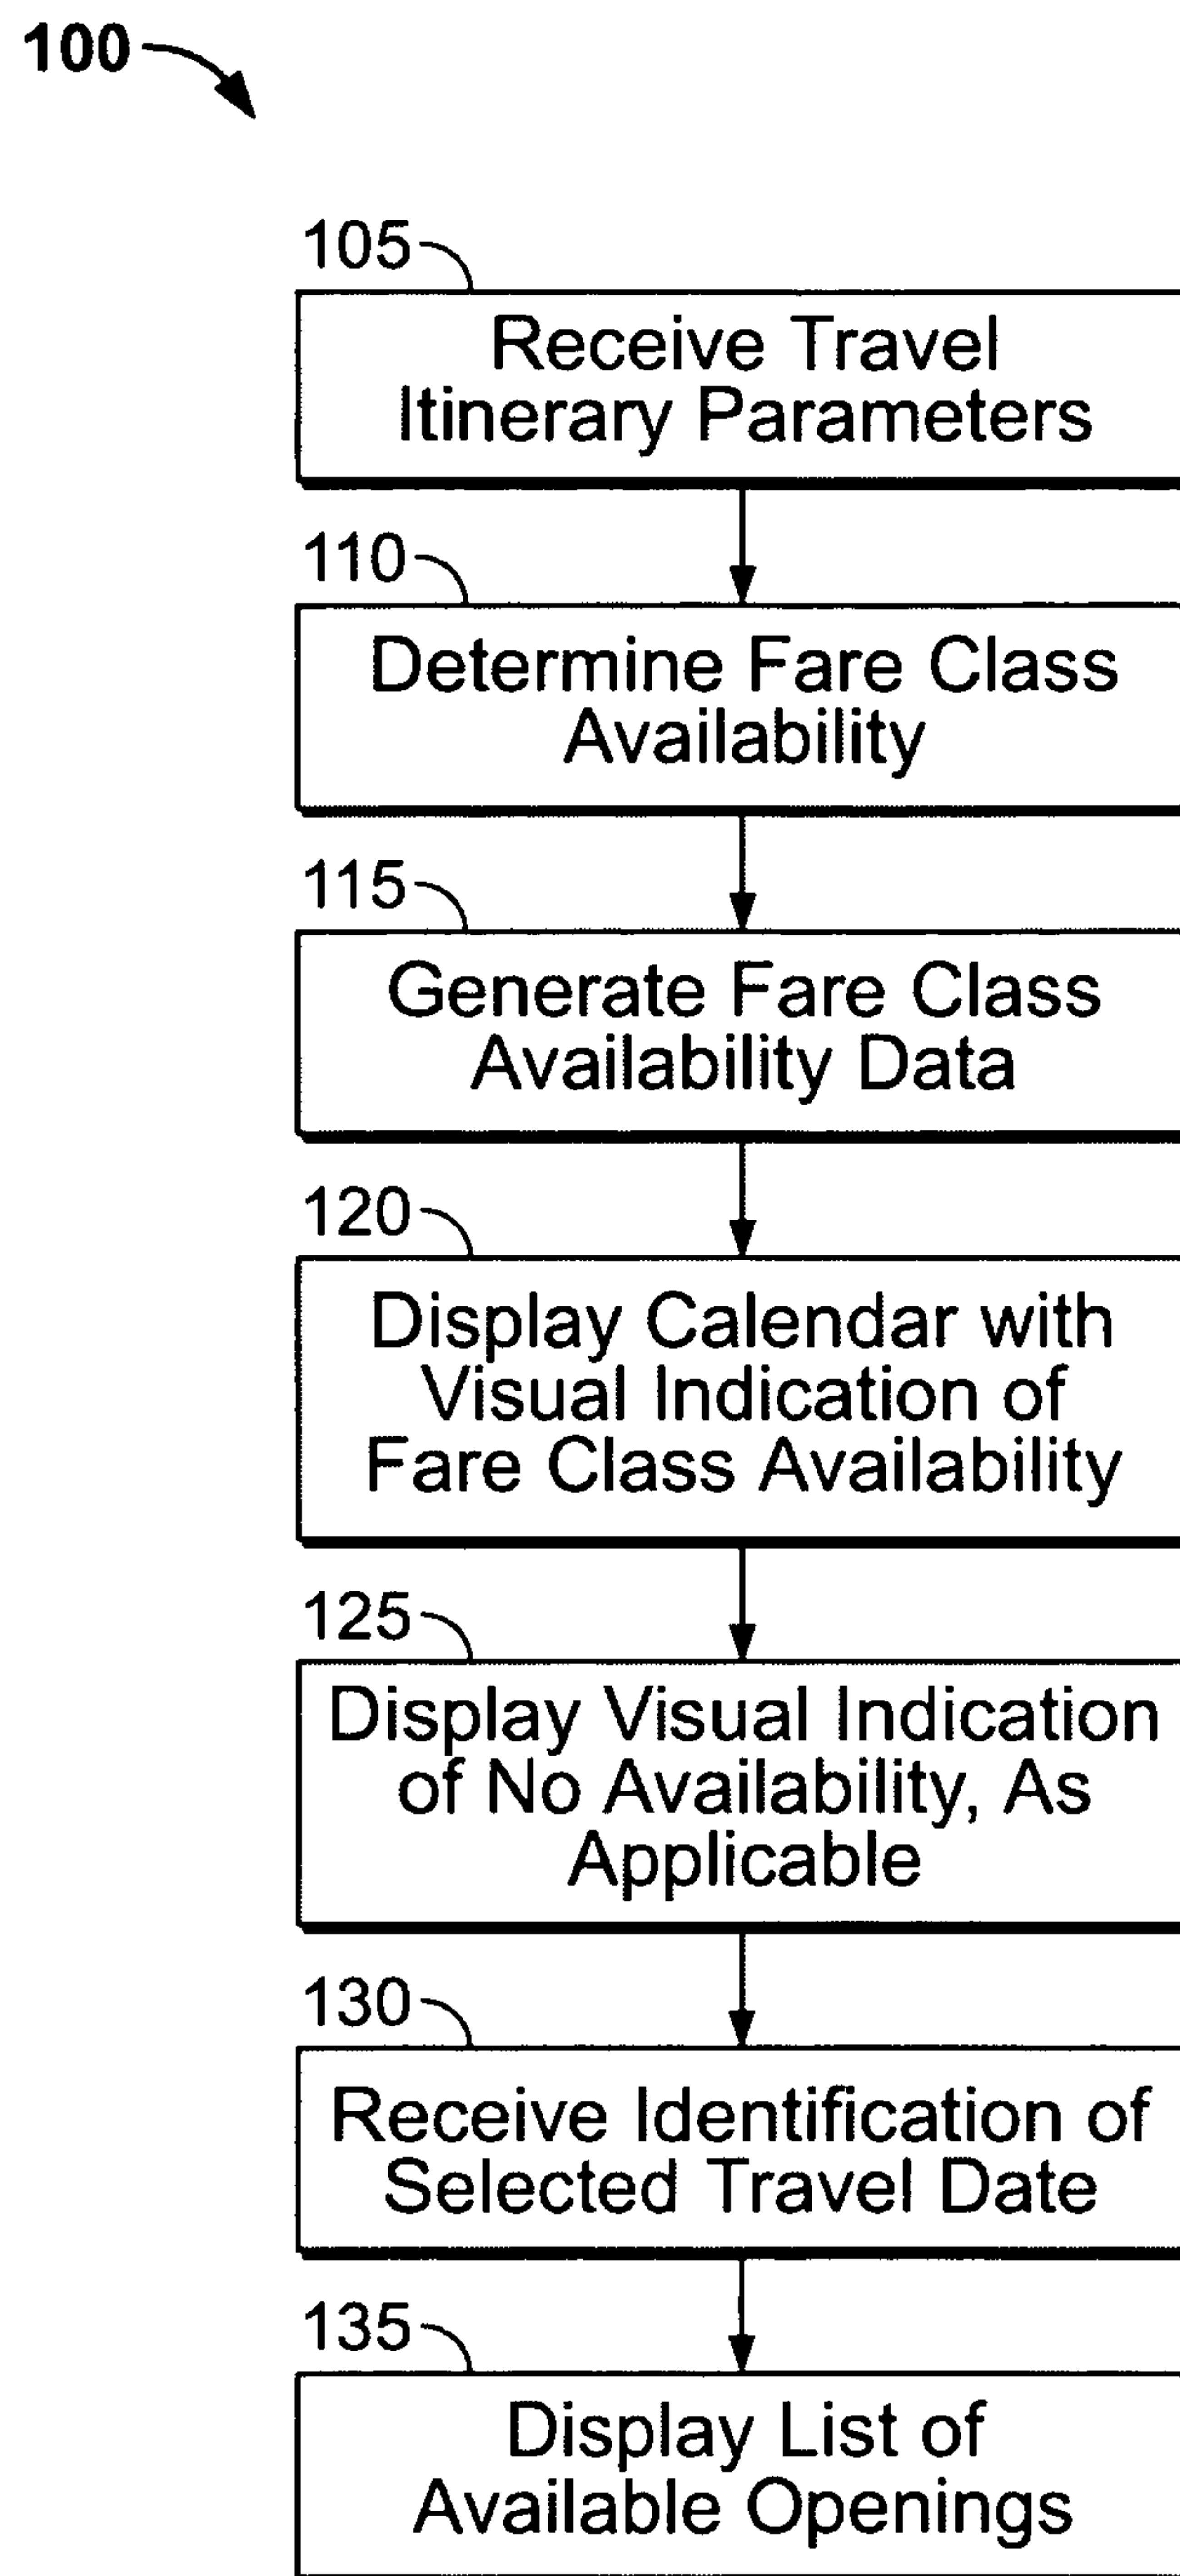 100
105
Receive Travel
Itinerary Parameters
110
Determine Fare Class
Availability
115
Generate Fare Class
Availability Data
120
Display Calendar with
Visual Indication of
Fare Class Availability
125
Display Visual Indication
of No Availability, As
Applicable
130
Receive Identification of
Selected Travel Date
135
Display List of
Available Openings